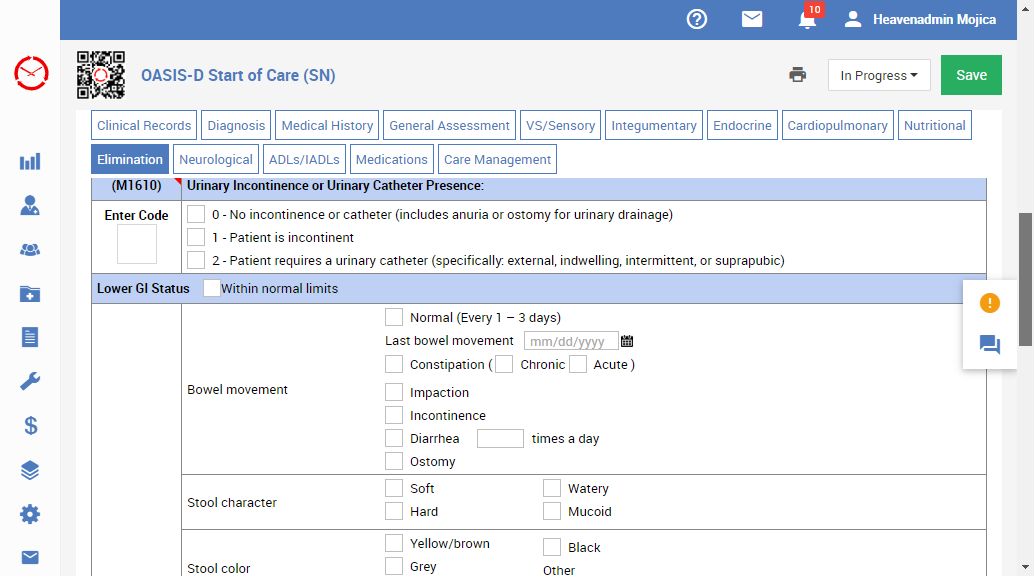 10
Heavenadmin Mojica
OASIS-D Start of Care (SN)
In Progress
Save
Clinical Records
Diagnosis
Medical History
General Assessment
VS/Sensory
Integumentary
Endocrine
Cardiopulmonary
Nutritional
Elimination
Neurological
ADLs/IADLs
Medications
Care Management
(M1610) Urinary Incontinence or Urinary Catheter Presence:
Enter Code
0 - No incontinence or catheter (includes anuria or ostomy for urinary drainage)
1 - Patient is incontinent
2 - Patient requires a urinary catheter (specifically: external, indwelling, intermittent, or suprapubic)
Lower GI Status Within normal limits
Bowel movement
Normal (Every 1 – 3 days)
Last bowel movement mm/dd/yyyy
Constipation ( Chronic Acute )
Impaction
Incontinence
Diarrhea times a day
Ostomy
Stool character
Soft Watery
Hard Mucoid
Stool color
Yellow/brown Black
Grey Other